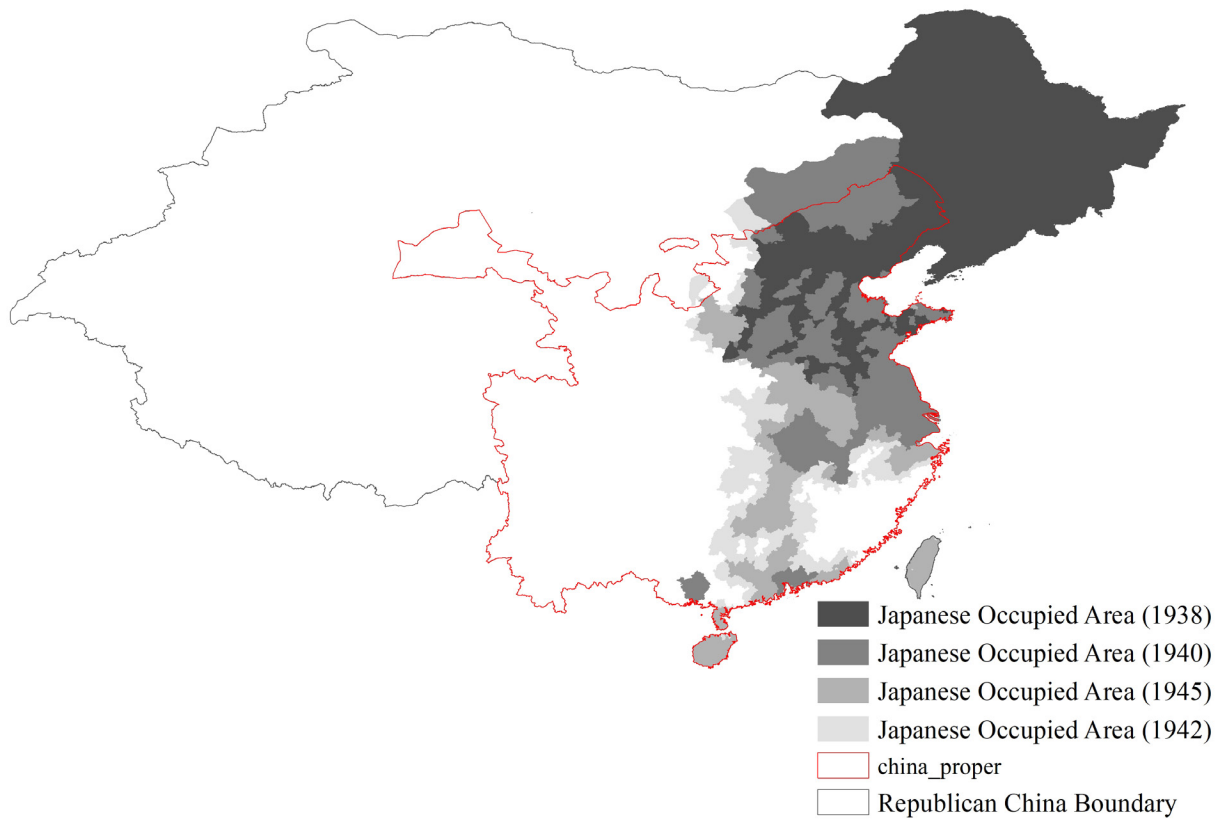 Japanese Occupied Area (1938)
Japanese Occupied Area (1940)
Japanese Occupied Area (1945)
Japanese Occupied Area (1942)
china_proper
Republican China Boundary